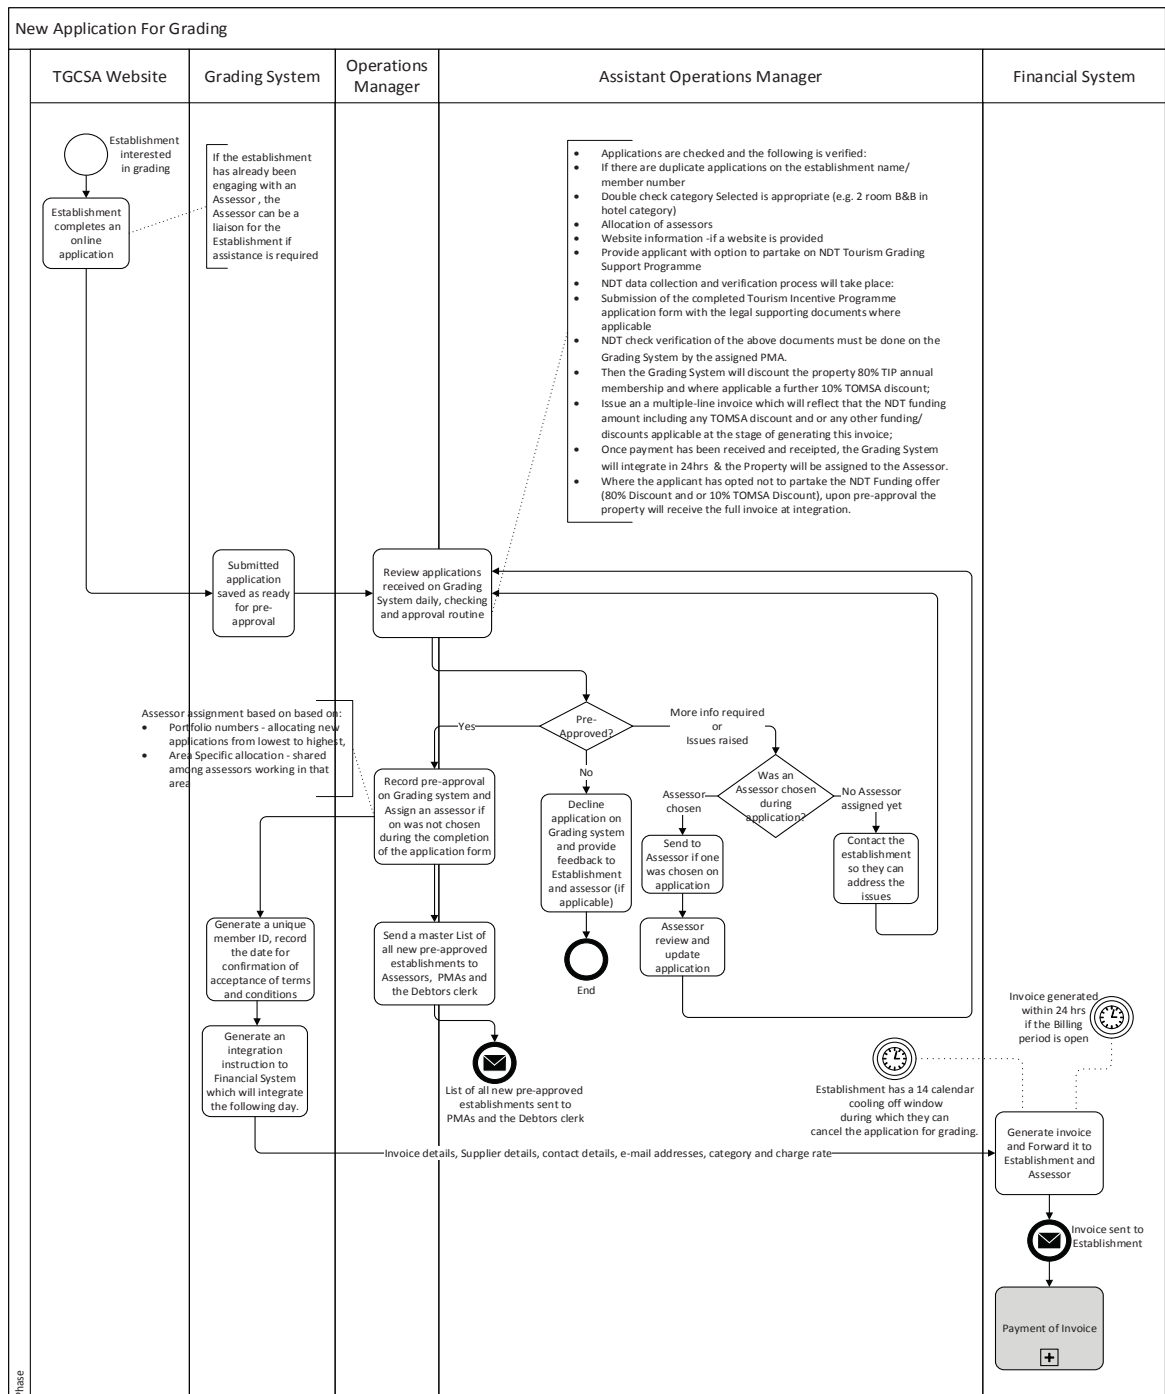 New Application For Grading
TGCSA Website
Grading System
Operations
Manager
Assistant Operations Manager
Financial System
Establishment
interested
in grading
If the establishment
has already been
engaging with an
Assessor , the
Assessor can be a
liaison for the
Establishment if
assistance is required
Establishment
completes an
online
application
• Applications are checked and the following is verified:
• If there are duplicate applications on the establishment name/
member number
• Double check category Selected is appropriate (e.g. 2 room B&B in
hotel category)
• Allocation of assessors
• Website information -if a website is provided
• Provide applicant with option to partake on NDT Tourism Grading
Support Programme
• NDT data collection and verification process will take place:
• Submission of the completed Tourism Incentive Programme
application form with the legal supporting documents where
applicable
• NDT check verification of the above documents must be done on the
Grading System by the assigned PMA.
• Then the Grading System will discount the property 80% TIP annual
membership and where applicable a further 10% TOMSA discount;
• Issue an a multiple-line invoice which will reflect that the NDT funding
amount including any TOMSA discount and or any other funding/
discounts applicable at the stage of generating this invoice;
• Once payment has been received and receipted, the Grading System
will integrate in 24hrs & the Property will be assigned to the Assessor.
• Where the applicant has opted not to partake the NDT Funding offer
(80% Discount and or 10% TOMSA Discount), upon pre-approval the
property will receive the full invoice at integration.
Submitted
application
saved as ready
for pre-
approval
Review applications
received on Grading
System daily, checking
and approval routine
Assessor assignment based on based on:
• Portfolio numbers - allocating new
applications from lowest to highest,
• Area Specific allocation - shared
among assessors working in that
area
Yes
Pre-
Approved?
More info required
or
Issues raised
No
Was an
Assessor chosen
during
application?
Assessor
chosen
No Assessor
assigned yet
Record pre-approval
on Grading system and
Assign an assessor if
on was not chosen
during the completion
of the application form
Decline
application on
Grading system
and provide
feedback to
Establishment
and assessor (if
applicable)
Send to
Assessor if one
was chosen on
application
Contact the
establishment
so they can
address the
issues
Generate a unique
member ID, record
the date for
confirmation of
acceptance of terms
and conditions
Send a master List of
all new pre-approved
establishments to
Assessors, PMAs and
the Debtors clerk
Assessor
review and
update
application
End
Invoice generated
within 24 hrs
if the Billing
period is open
Generate an
integration
instruction to
Financial System
which will integrate
the following day.
List of all new pre-approved
establishments sent to
PMAs and the Debtors clerk
Establishment has a 14 calendar
cooling off window
during which they can
cancel the application for grading.
Generate invoice
and Forward it to
Establishment and
Assessor
Invoice details, Supplier details, contact details, e-mail addresses, category and charge rate
Invoice sent to
Establishment
Payment of Invoice
Phase